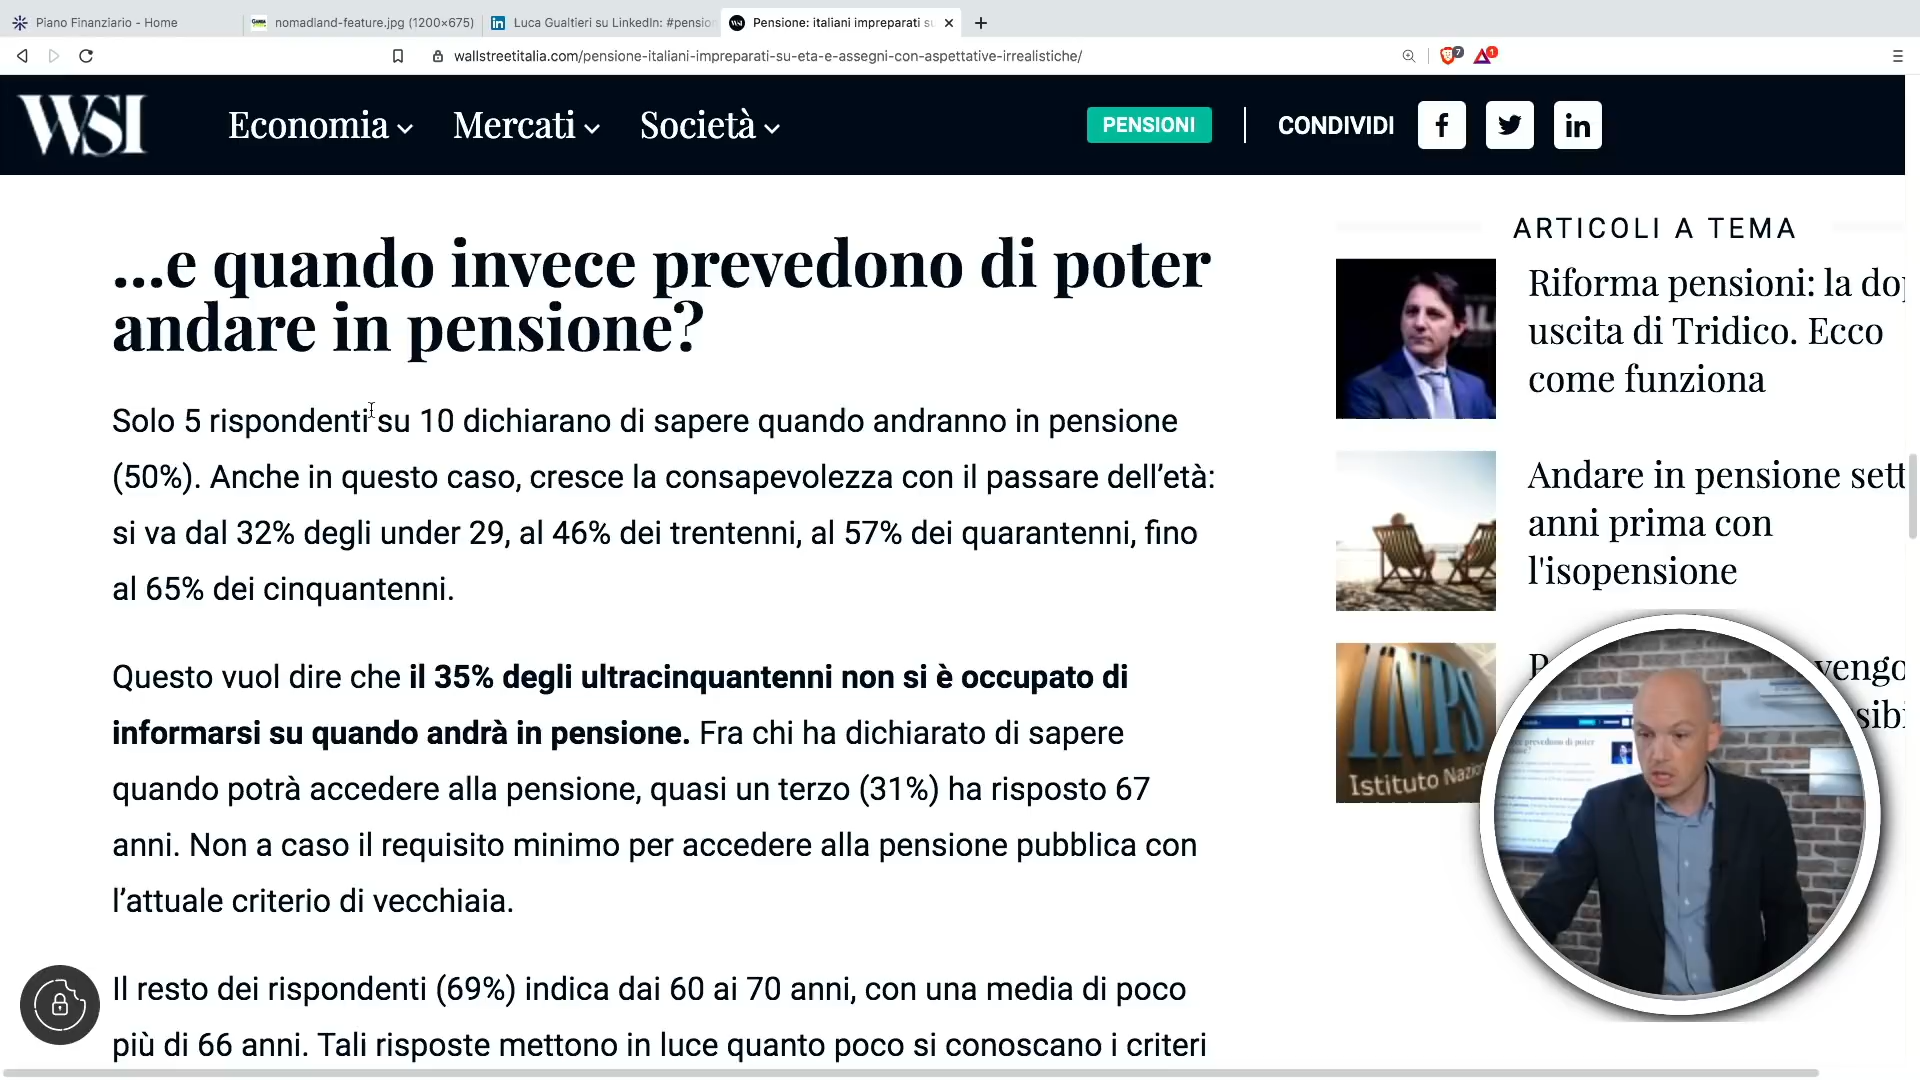 Piano Finanziario - Home
nomadland-feature.jpg (1200×675)
Luca Gualtieri su LinkedIn: #pensio
Pensione: italiani impreparati su
wallstreetitalia.com/pensione-italiani-impreparati-su-eta-e-assegni-con-aspettative-irrealistiche/
7
1
WSI
Economia
Mercati
Società
PENSIONI
CONDIVIDI
...e quando invece prevedono di poter
andare in pensione?
Solo 5 rispondenti su 10 dichiarano di sapere quando andranno in pensione
(50%). Anche in questo caso, cresce la consapevolezza con il passare dell’età:
si va dal 32% degli under 29, al 46% dei trentenni, al 57% dei quarantenni, fino
al 65% dei cinquantenni.
Questo vuol dire che il 35% degli ultracinquantenni non si è occupato di
informarsi su quando andrà in pensione. Fra chi ha dichiarato di sapere
quando potrà accedere alla pensione, quasi un terzo (31%) ha risposto 67
anni. Non a caso il requisito minimo per accedere alla pensione pubblica con
l’attuale criterio di vecchiaia.
Il resto dei rispondenti (69%) indica dai 60 ai 70 anni, con una media di poco
più di 66 anni. Tali risposte mettono in luce quanto poco si conoscano i criteri
ARTICOLI A TEMA
Riforma pensioni: la do
uscita di Tridico. Ecco
come funziona
Andare in pensione sett
anni prima con
l'isopensione
INPS
Istituto Nazio
vengo
sibi